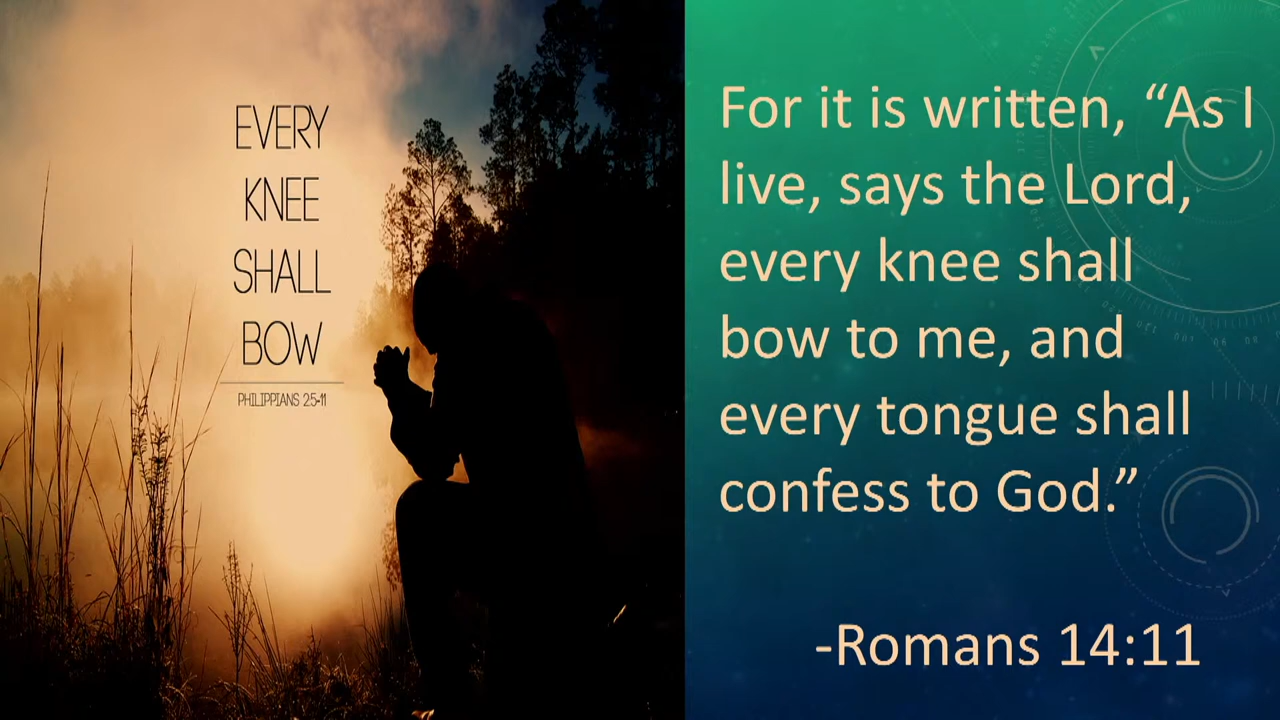 EVERY
KNEE
SHALL
BOW
PHILIPPIANS 2:5-11
For it is written, “As I
live, says the Lord,
every knee shall
bow to me, and
every tongue shall
confess to God.”
-Romans 14:11